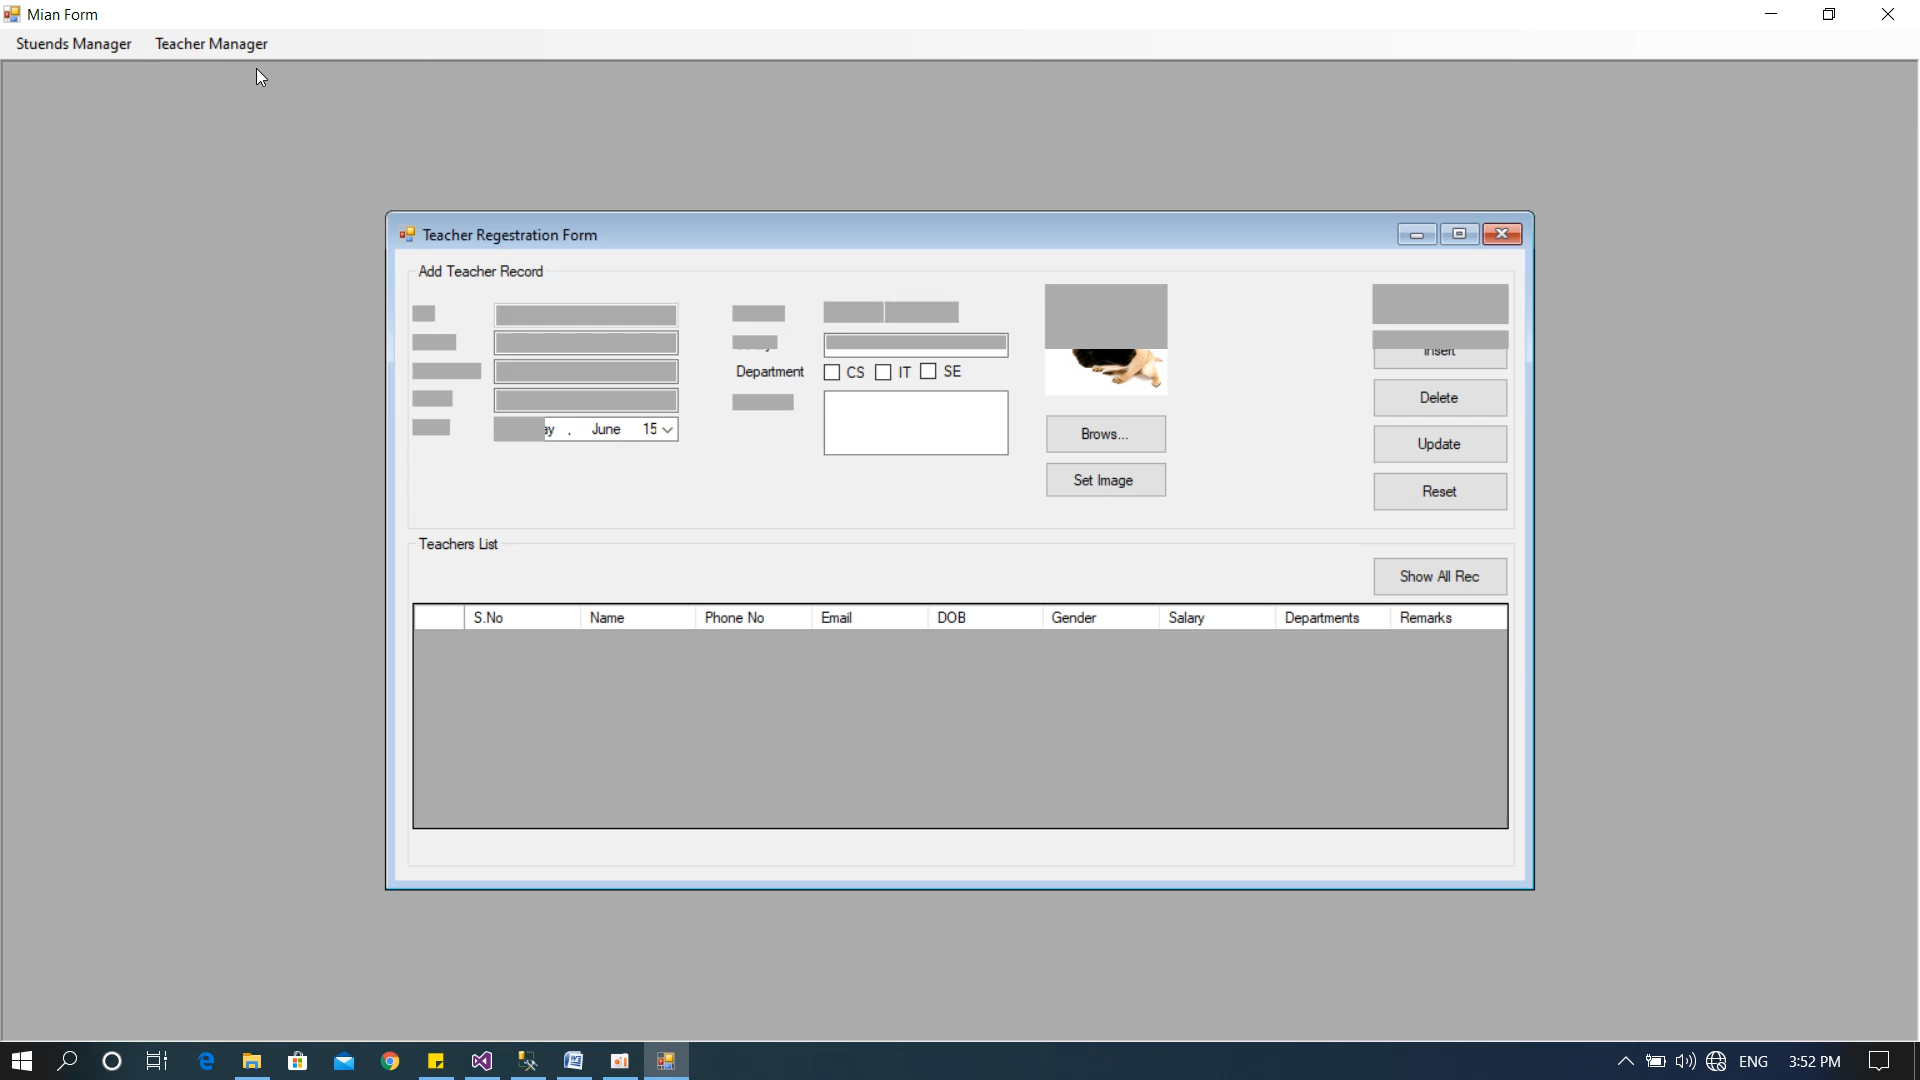 Mian Form
Stuends Manager Teacher Manager
Teacher Regestration Form
Add Teacher Record
Department CS IT SE
June 15
Insert
Delete
Update
Reset
Brows...
Set Image
Teachers List
Show All Rec
S.No Name Phone No Email DOB Gender Salary Departments Remarks
ENG 3:52 PM